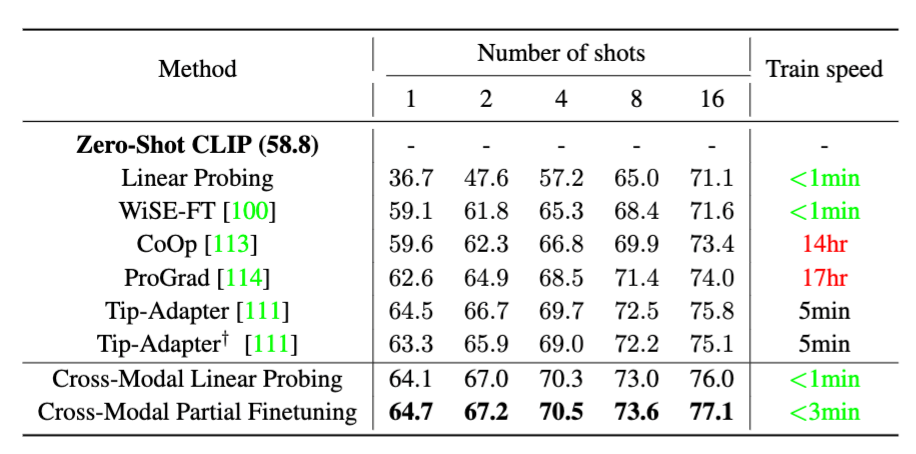 Method Number of shots Train speed
1 2 4 8 16
Zero-Shot CLIP (58.8) - - - - - -
Linear Probing 36.7 47.6 57.2 65.0 71.1 <1min
WiSE-FT [100] 59.1 61.8 65.3 68.4 71.6 <1min
CoOp [113] 59.6 62.3 66.8 69.9 73.4 14hr
ProGrad [114] 62.6 64.9 68.5 71.4 74.0 17hr
Tip-Adapter [111] 64.5 66.7 69.7 72.5 75.8 5min
Tip-Adapter† [111] 63.3 65.9 69.0 72.2 75.1 5min
Cross-Modal Linear Probing 64.1 67.0 70.3 73.0 76.0 <1min
Cross-Modal Partial Finetuning 64.7 67.2 70.5 73.6 77.1 <3min